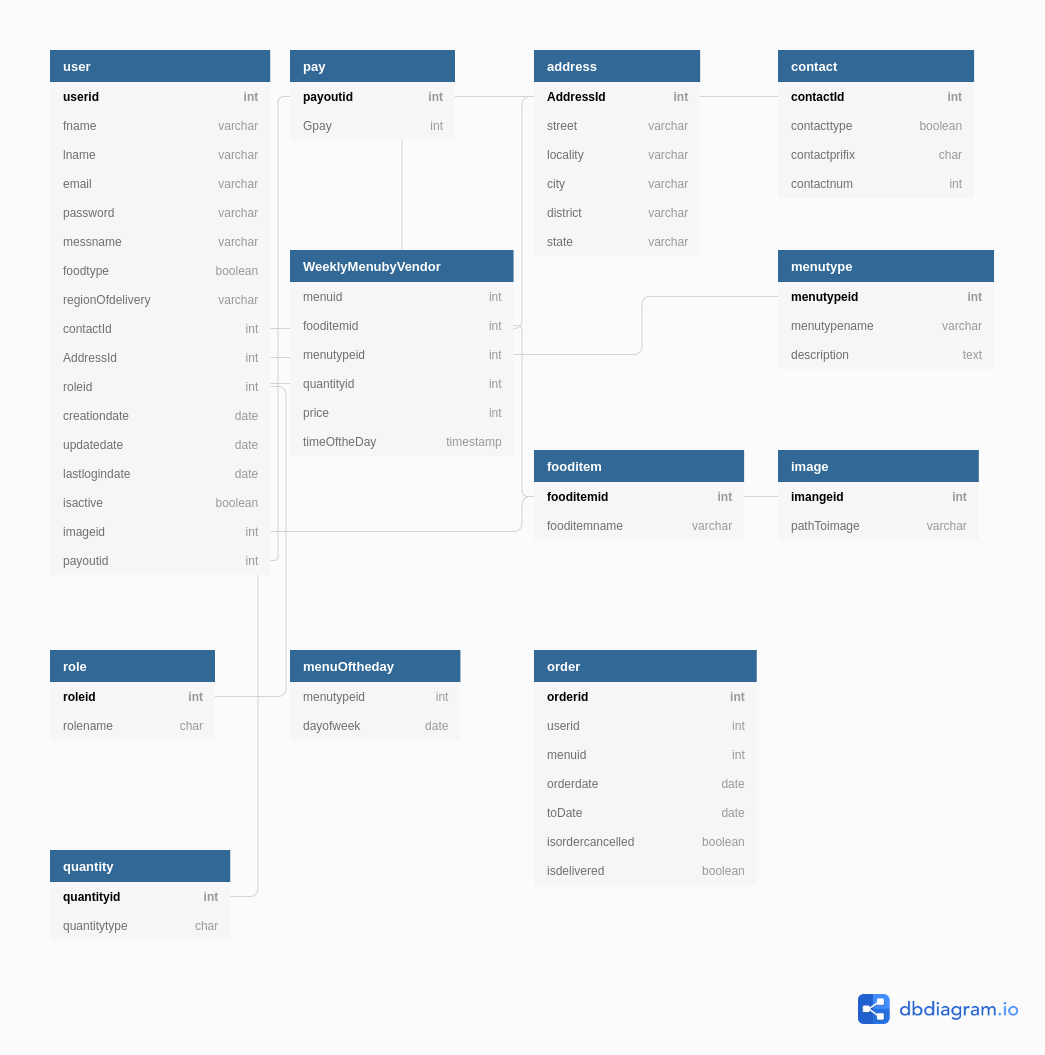 user
userid int
fname varchar
lname varchar
email varchar
password varchar
messname varchar
foodtype boolean
regionOfdelivery varchar
contactId int
AddressId int
roleid int
creationdate date
updatedate date
lastlogindate date
isactive boolean
imageid int
payoutid int
pay
payoutid int
Gpay int
address
AddressId int
street varchar
locality varchar
city varchar
district varchar
state varchar
contact
contactId int
contacttype boolean
contactprifix char
contactnum int
WeeklyMenubyVendor
menuid int
fooditemid int
menutypeid int
quantityid int
price int
timeOftheDay timestamp
menutype
menutypeid int
menutypename varchar
description text
fooditem
fooditemid int
fooditemname varchar
image
imangeid int
pathToimage varchar
role
roleid int
rolename char
menuOftheday
menutypeid int
dayofweek date
order
orderid int
userid int
menuid int
orderdate date
toDate date
isordercancelled boolean
isdelivered boolean
quantity
quantityid int
quantitytype char
dbdiagram.io